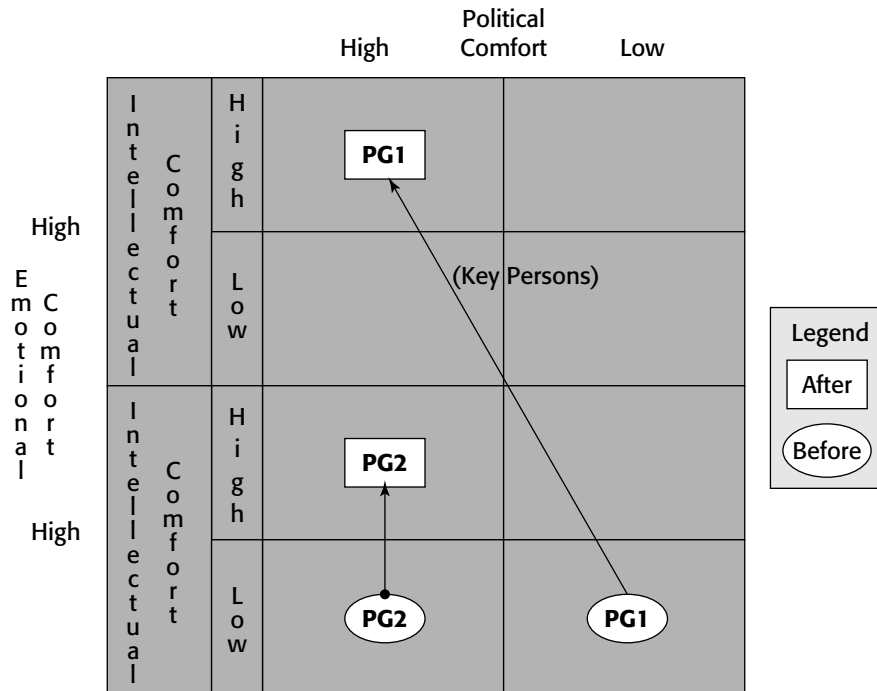 Political
Comfort
High
Low
Emotional
Comfort
High
Intellectual
Comfort
High
PG1
Low
(Key Persons)
High
Intellectual
Comfort
High
PG2
Low
PG2
PG1
Legend
After
Before